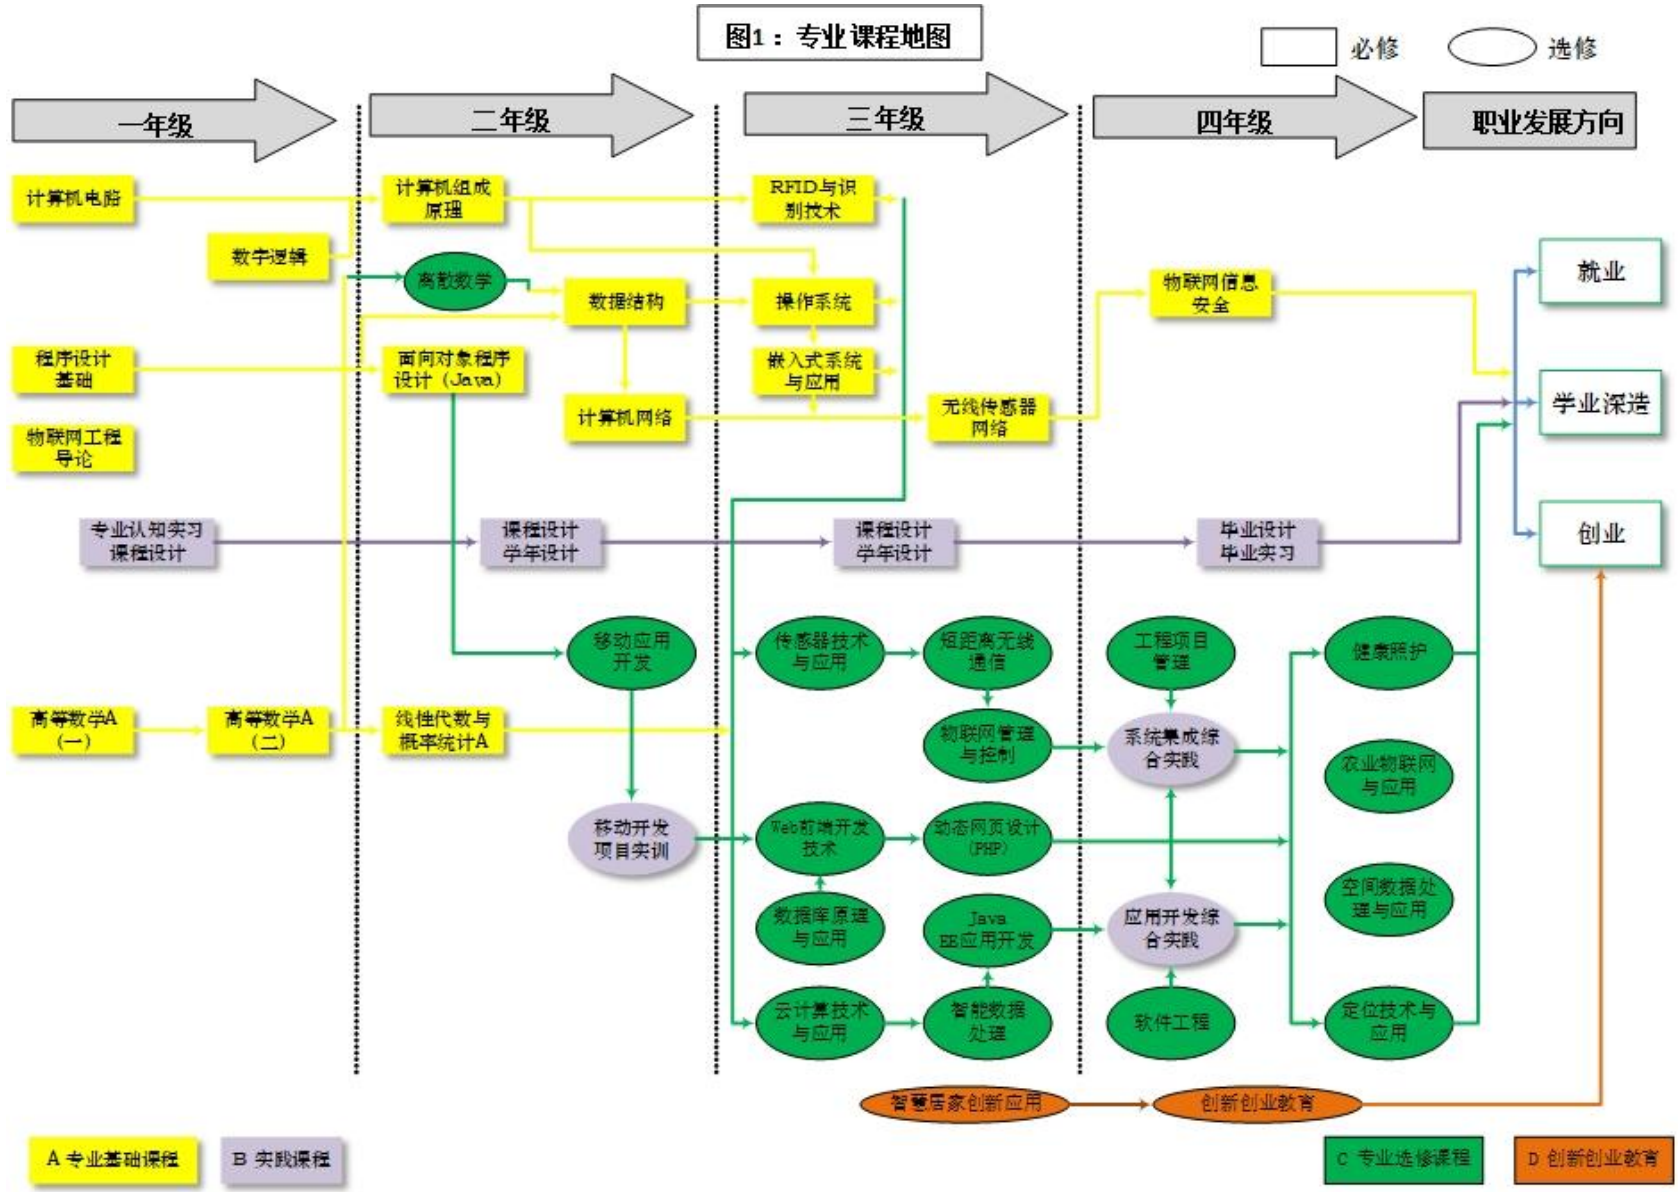 图1：专业课程地图
必修
选修
一年级
二年级
三年级
四年级
职业发展方向
计算机电路
计算机组成
原理
RFID与识
别技术
数字逻辑
离散数学
数据结构
操作系统
物联网信息
安全
就业
程序设计
基础
面向对象程序
设计（Java）
嵌入式系统
与应用
计算机网络
无线传感器
网络
学业深造
物联网工程
导论
专业认知实习
课程设计
课程设计
学年设计
课程设计
学年设计
毕业设计
毕业实习
创业
移动应用
开发
传感器技术
与应用
短距离无线
通信
工程项目
管理
健康照护
高等数学A
（一）
高等数学A
（二）
线性代数与
概率统计A
物联网管理
与控制
系统集成综
合实践
农业物联网
与应用
移动开发
项目实训
Web前端开发
技术
动态网页设计
(PHP)
数据库原理
与应用
Java
EE应用开发
应用开发综
合实践
空间数据处
理与应用
云计算技术
与应用
智能数据
处理
软件工程
定位技术与
应用
智慧居家创新应用
创新创业教育
A 专业基础课程
B 实践课程
C 专业选修课程
D 创新创业教育